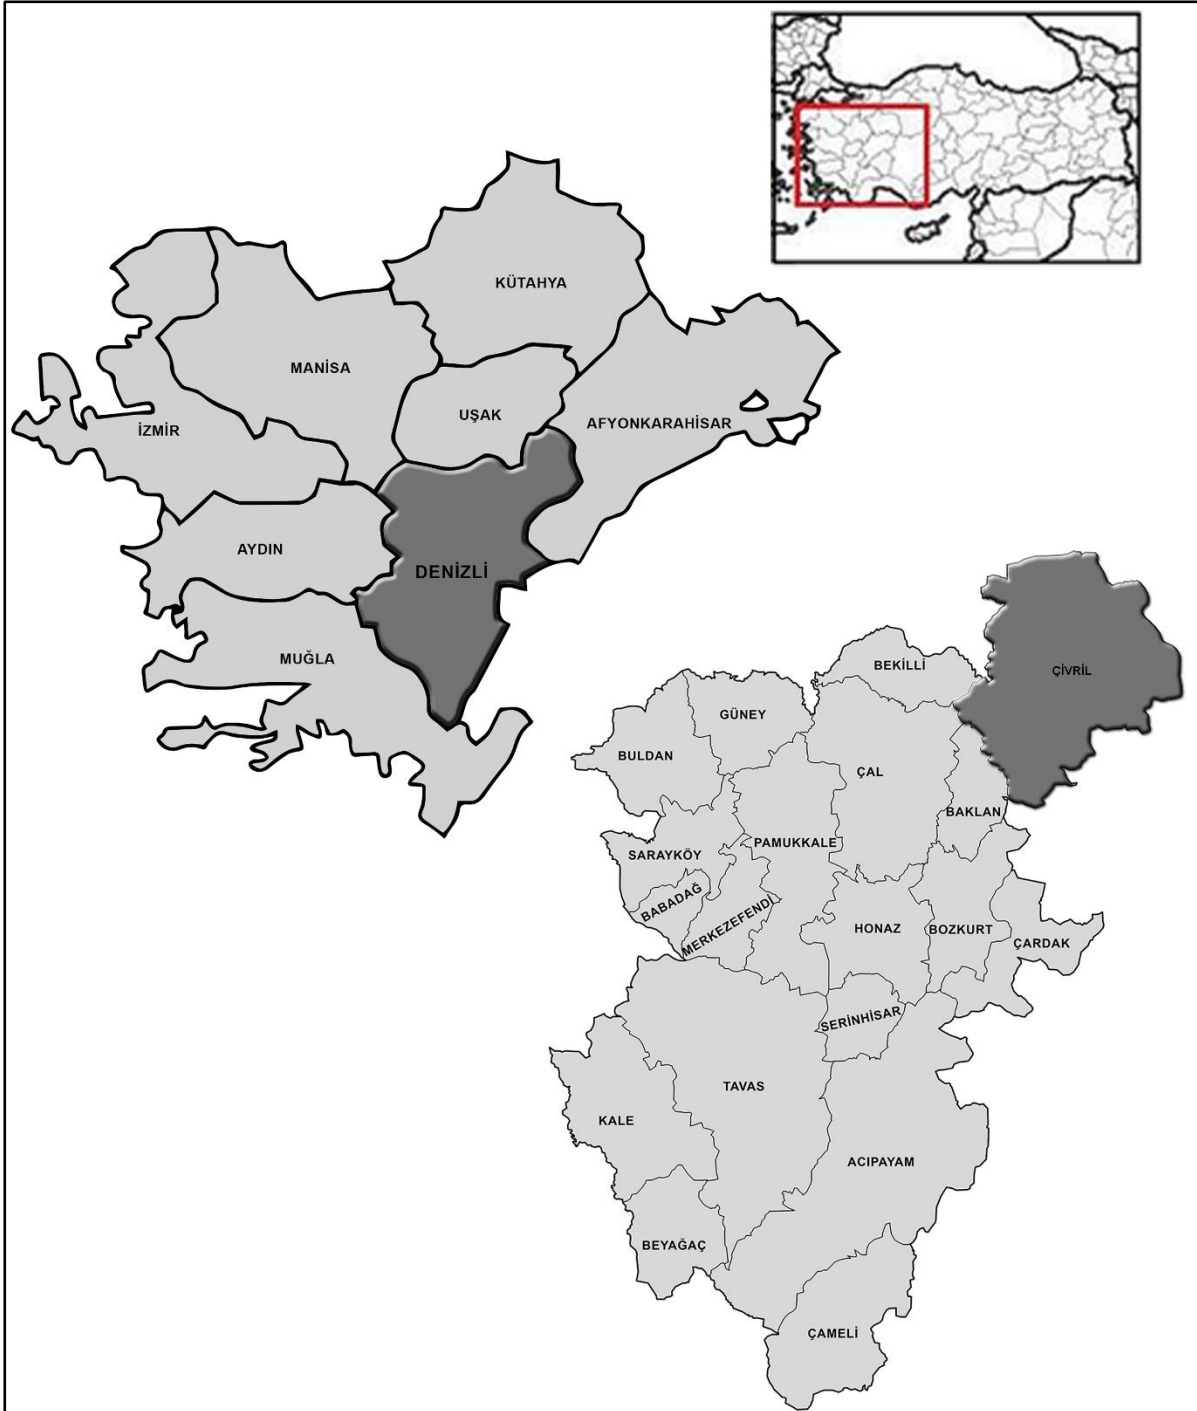 KÜTAHYA
MANİSA
UŞAK
AFYONKARAHİSAR
İZMİR
AYDIN
DENİZLİ
MUĞLA
BEKİLLİ
ÇİVRİL
GÜNEY
BULDAN
ÇAL
BAKLAN
PAMUKKALE
SARAYKÖY
BABADAĞ
MERKEZEFENDİ
HONAZ
BOZKURT
ÇARDAK
SERİNHİSAR
TAVAS
KALE
ACIPAYAM
BEYAĞAÇ
ÇAMELİ